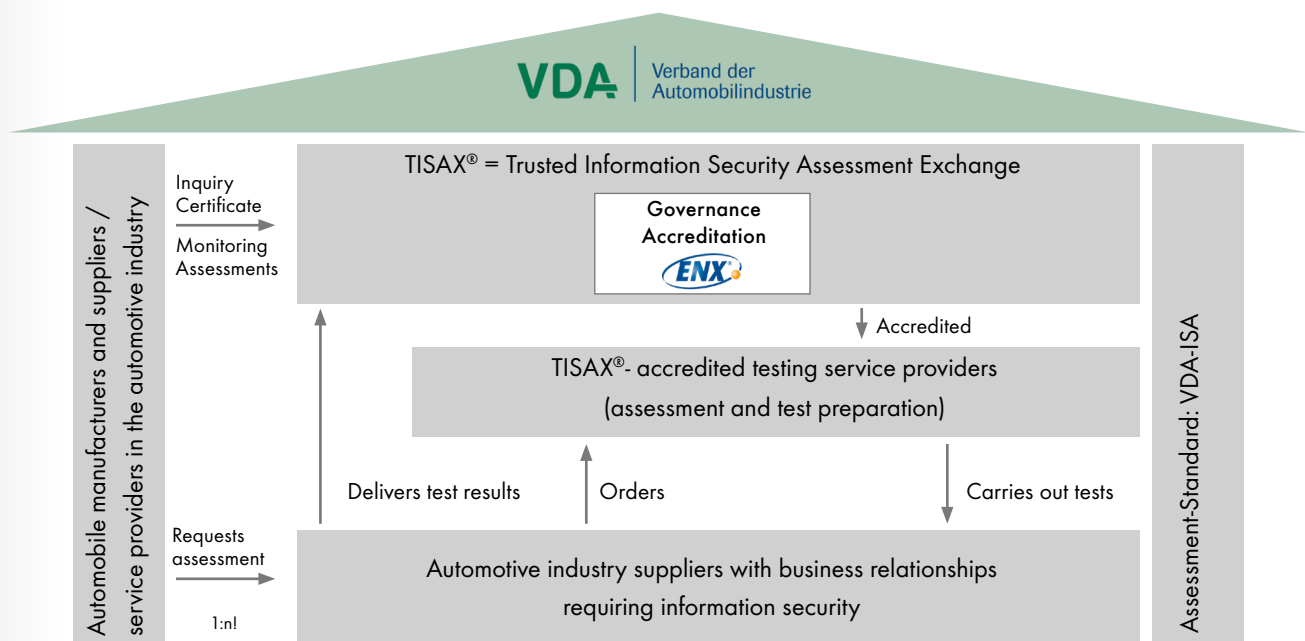 VDA
Verband der
Automobilindustrie
Automobile manufacturers and suppliers /
service providers in the automotive industry
Inquiry
Certificate
Monitoring
Assessments
TISAX® = Trusted Information Security Assessment Exchange
Governance
Accreditation
ENX
Accredited
TISAX®- accredited testing service providers
(assessment and test preparation)
Delivers test results
Orders
Carries out tests
Requests
assessment
1:n!
Automotive industry suppliers with business relationships
requiring information security
Assessment-Standard: VDA-ISA